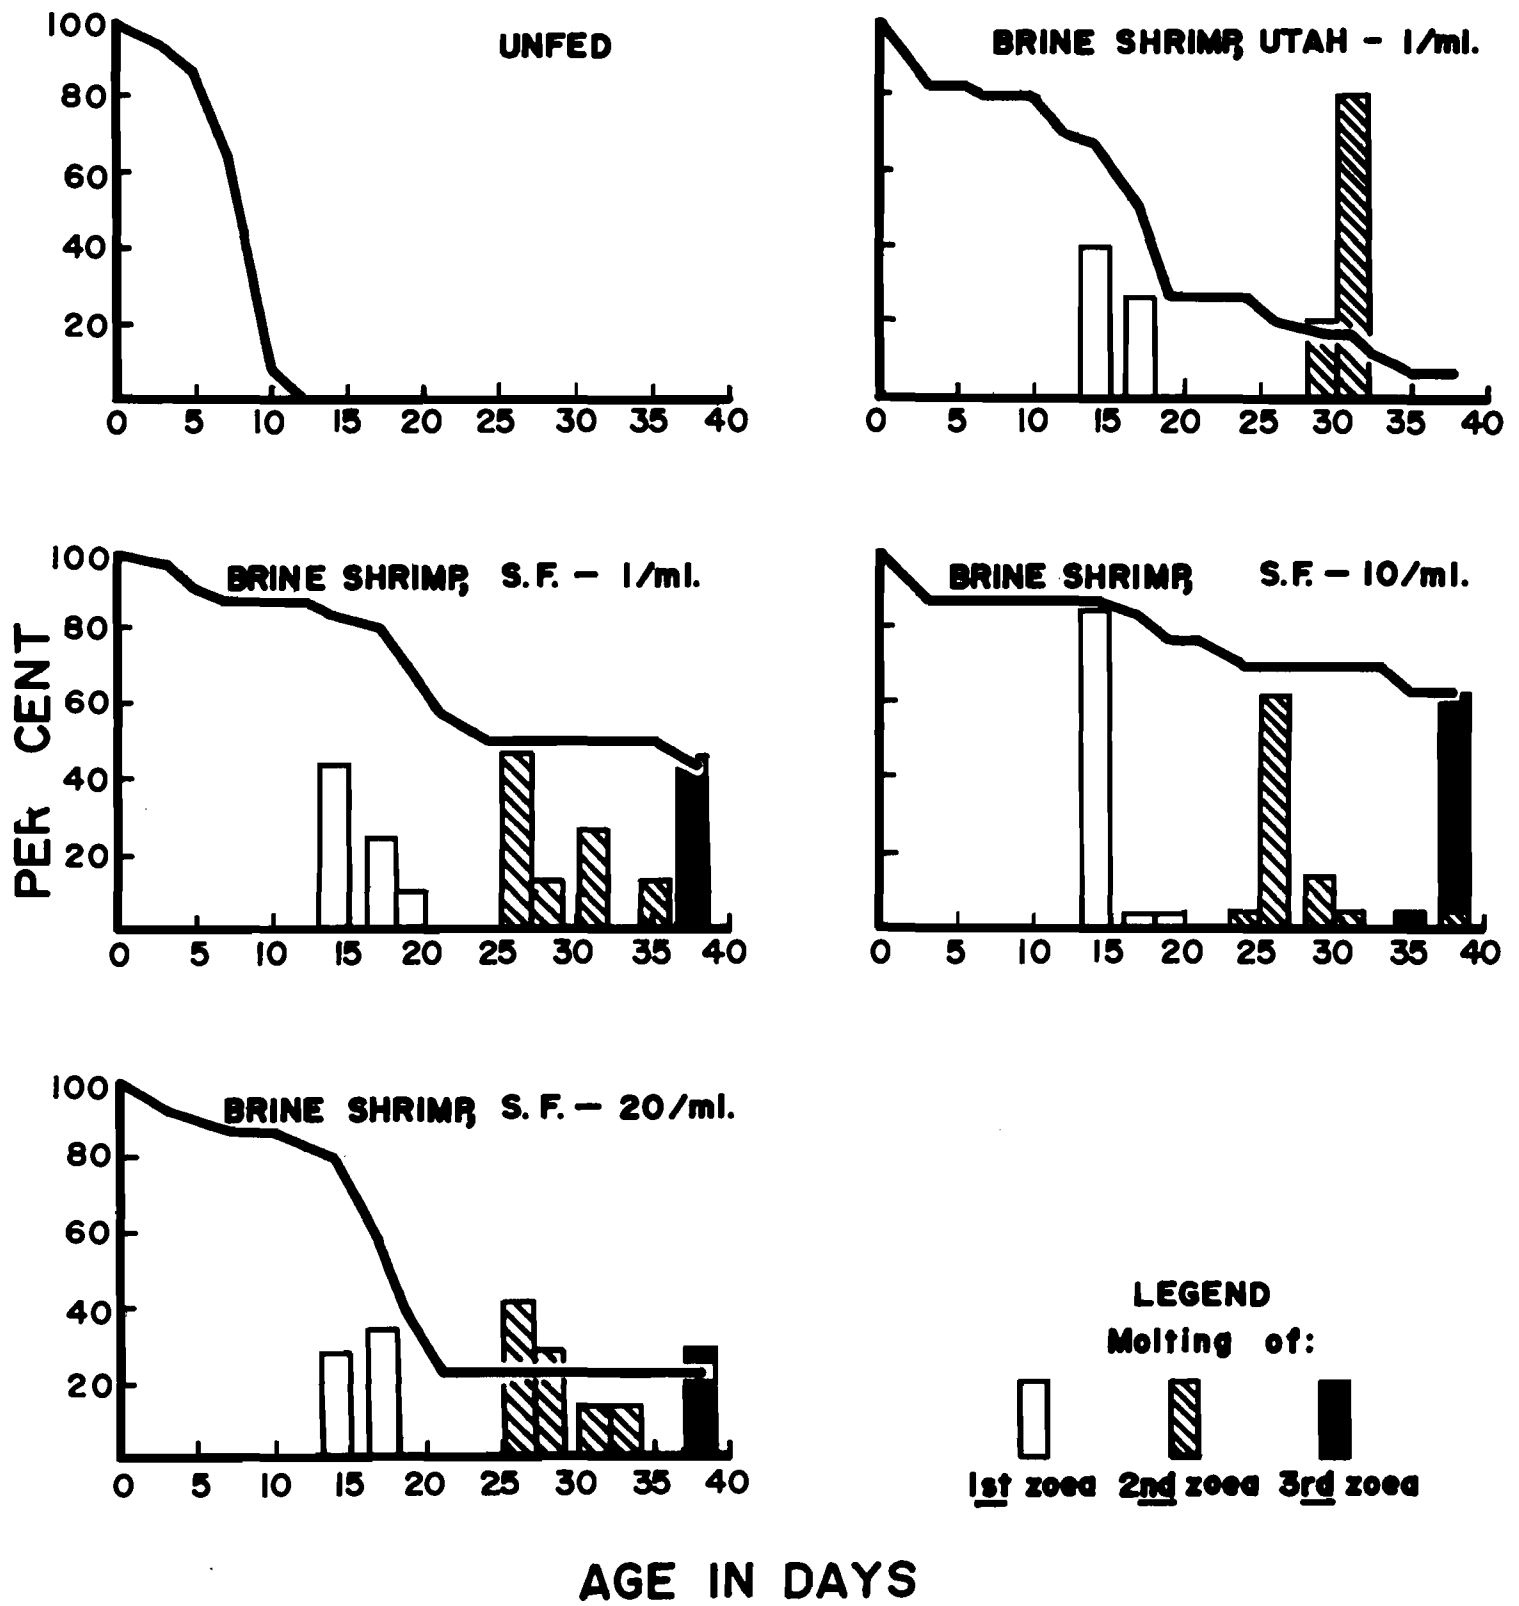 UNFED
100
80
60
40
20
0 5 10 15 20 25 30 35 40
BRINE SHRIMP, UTAH - 1/ml.
0 5 10 15 20 25 30 35 40
PER CENT
BRINE SHRIMP, S.F. - 1/ml.
100
80
60
40
20
0 5 10 15 20 25 30 35 40
BRINE SHRIMP, S.F. - 10/ml.
0 5 10 15 20 25 30 35 40
BRINE SHRIMP, S.F. - 20/ml.
100
80
60
40
20
0 5 10 15 20 25 30 35 40
LEGEND
Molting of:
1st zoea 2nd zoea 3rd zoea
AGE IN DAYS